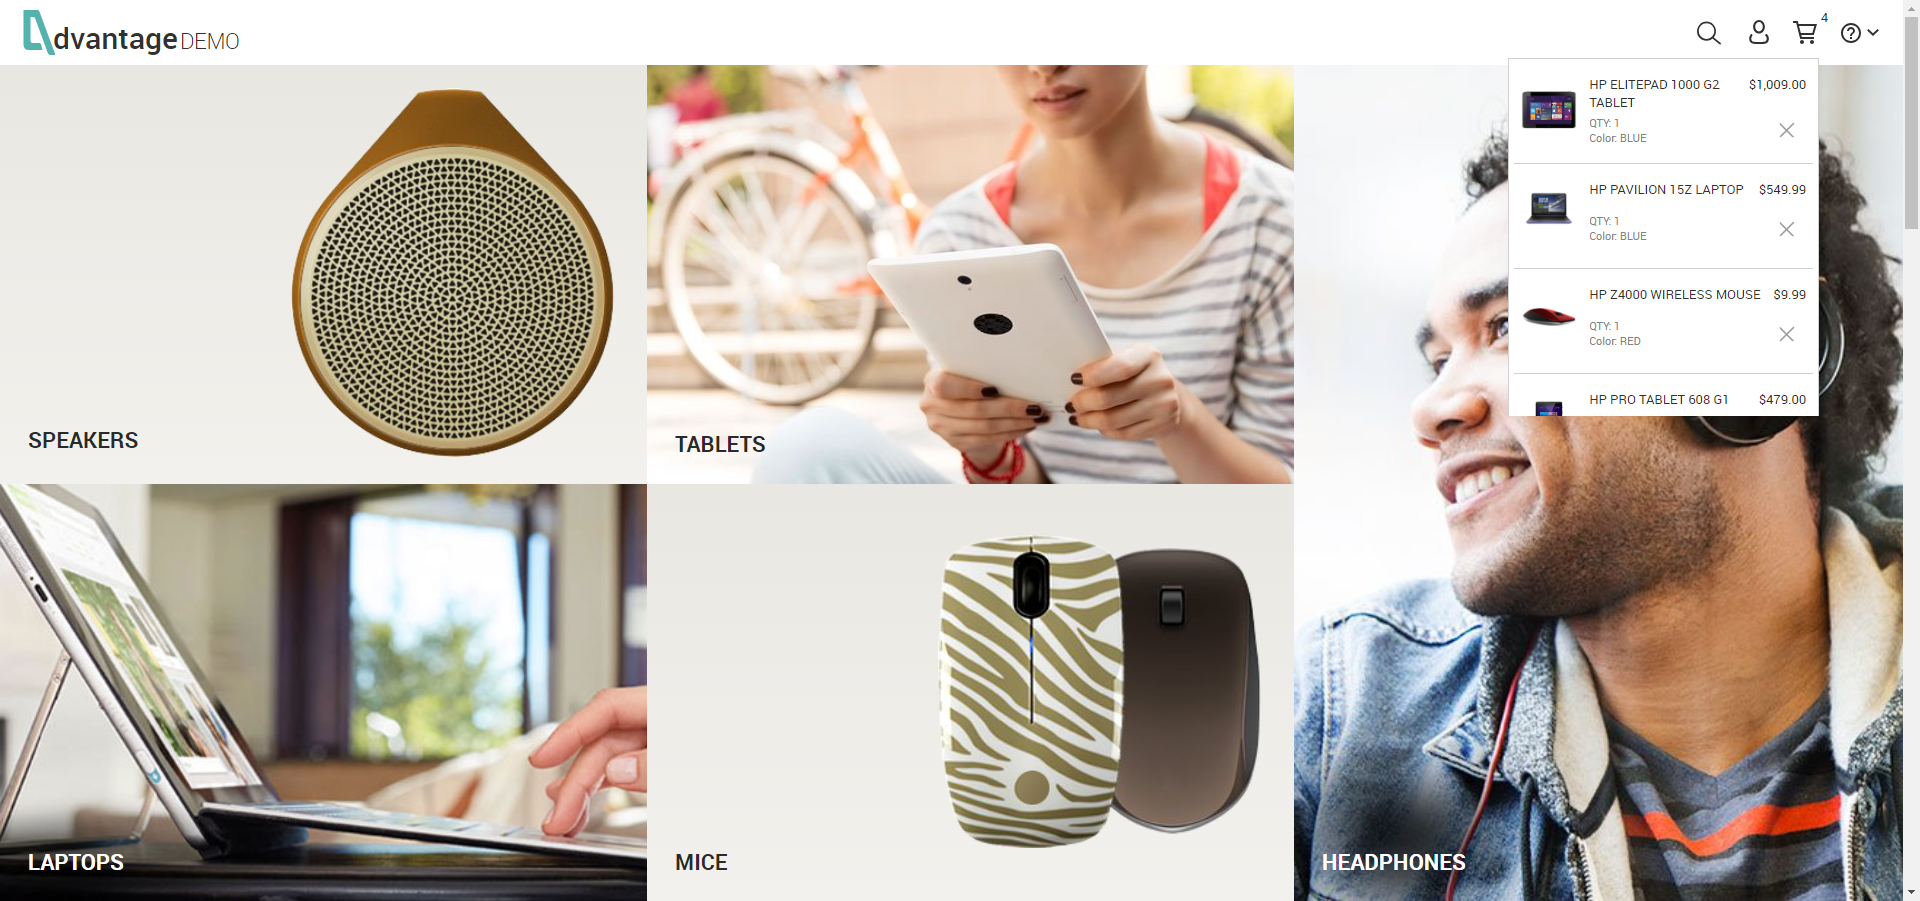 dvantage DEMO
4
HP ELITEPAD 1000 G2 $1,009.00
TABLET
QTY: 1
Color: BLUE
HP PAVILION 15Z LAPTOP $549.99
QTY: 1
Color: BLUE
HP Z4000 WIRELESS MOUSE $9.99
QTY: 1
Color: RED
HP PRO TABLET 608 G1 $479.00
SPEAKERS
TABLETS
LAPTOPS
MICE
HEADPHONES